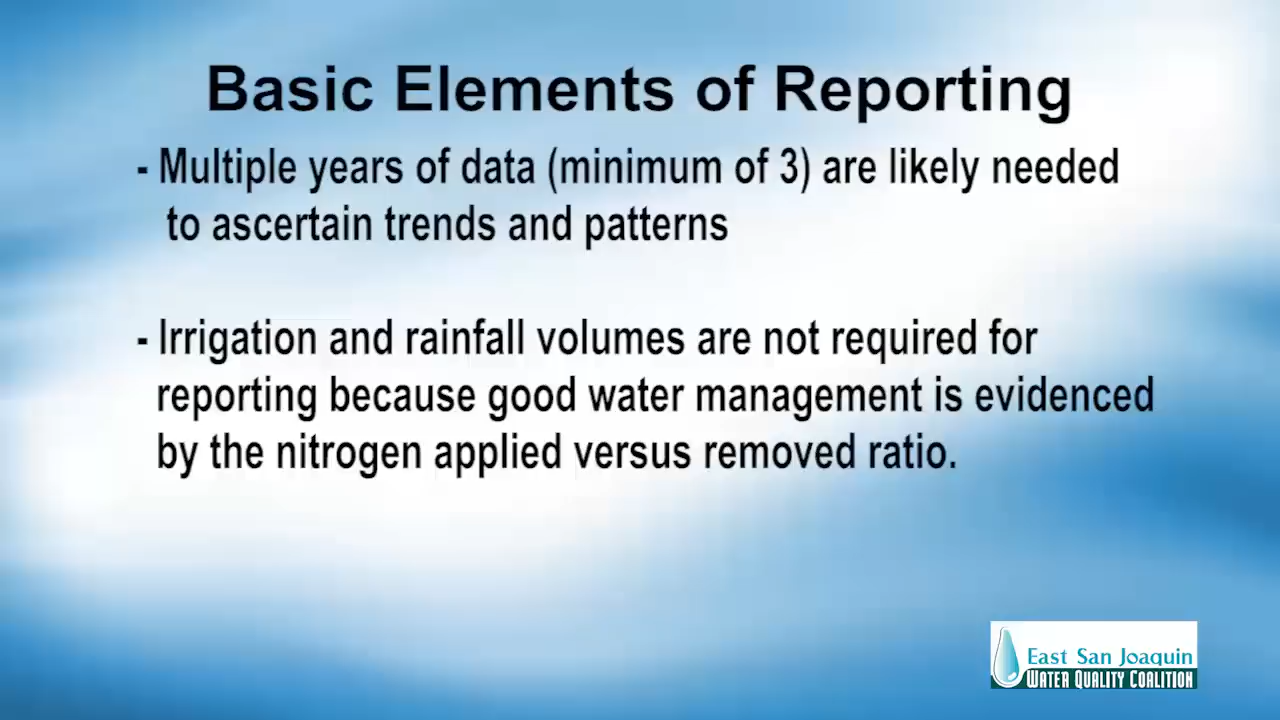 Basic Elements of Reporting
- Multiple years of data (minimum of 3) are likely needed
to ascertain trends and patterns
- Irrigation and rainfall volumes are not required for
reporting because good water management is evidenced
by the nitrogen applied versus removed ratio.
East San Joaquin
WATER QUALITY COALITION